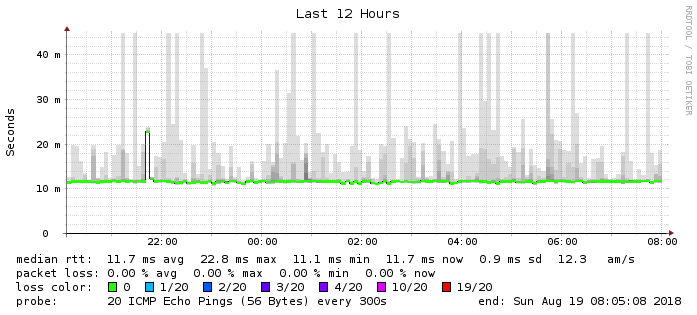 Last 12 Hours
RRDTOOL / TOBI OETIKER
Seconds
40 m
30 m
20 m
10 m
0
22:00 00:00 02:00 04:00 06:00 08:00
median rtt: 11.7 ms avg 22.8 ms max 11.1 ms min 11.7 ms now 0.9 ms sd 12.3 am/s
packet loss: 0.00 % avg 0.00 % max 0.00 % min 0.00 % now
loss color: 0 1/20 2/20 3/20 4/20 10/20 19/20
probe: 20 ICMP Echo Pings (56 Bytes) every 300s end: Sun Aug 19 08:05:08 2018